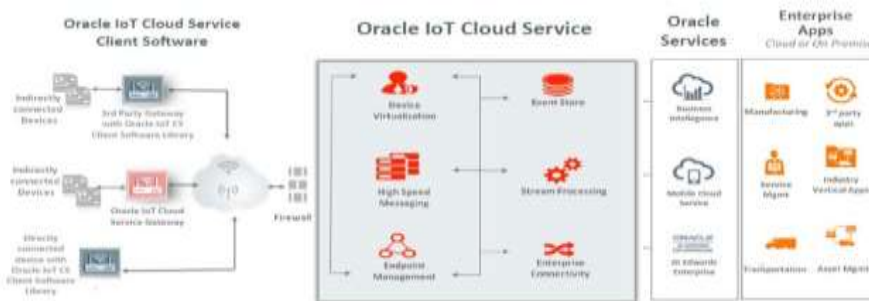 Oracle IoT Cloud Service
Client Software
Indirectly
connected
Devices
3rd Party Gateway
with Oracle IoT CS
Client Software Library
Indirectly
connected
Devices
Oracle IoT Cloud
Service Gateway
Directly
connected
device with
Oracle IoT CS
Client Software
Library
Firewall
Oracle IoT Cloud Service
Device
Virtualization
Event Store
High Speed
Messaging
Stream Processing
Endpoint
Management
Enterprise
Connectivity
Oracle
Services
Business
Intelligence
Mobile Cloud
Service
JD Edwards
Enterprise
Enterprise
Apps
Cloud or On Premise
Manufacturing
3rd party
apps
Service
Mgmt
Industry
Vertical Apps
Transportation
Asset Mgmt